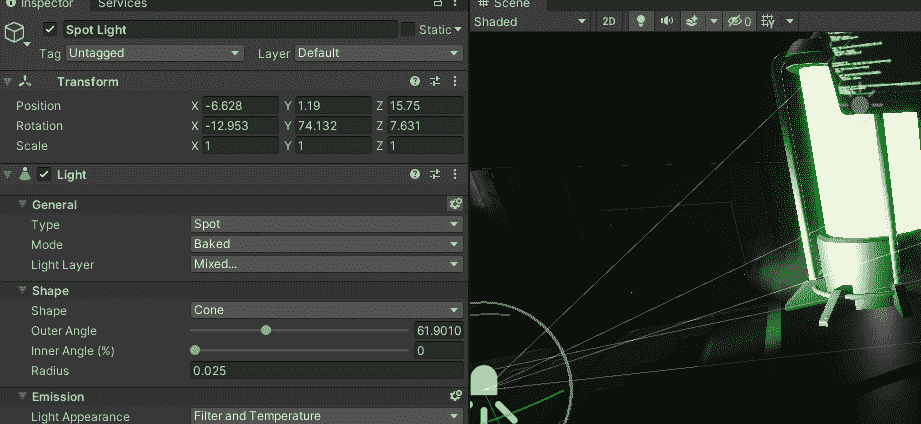 Inspector Services
Spot Light Static
Tag Untagged Layer Default
Transform
Position X -6.628 Y 1.19 Z 15.75
Rotation X -12.953 Y 74.132 Z 7.631
Scale X 1 Y 1 Z 1
Light
General
Type Spot
Mode Baked
Light Layer Mixed...
Shape
Shape Cone
Outer Angle 61.9010
Inner Angle (%) 0
Radius 0.025
Emission
Light Appearance Filter and Temperature
Scene
Shaded 2D 0